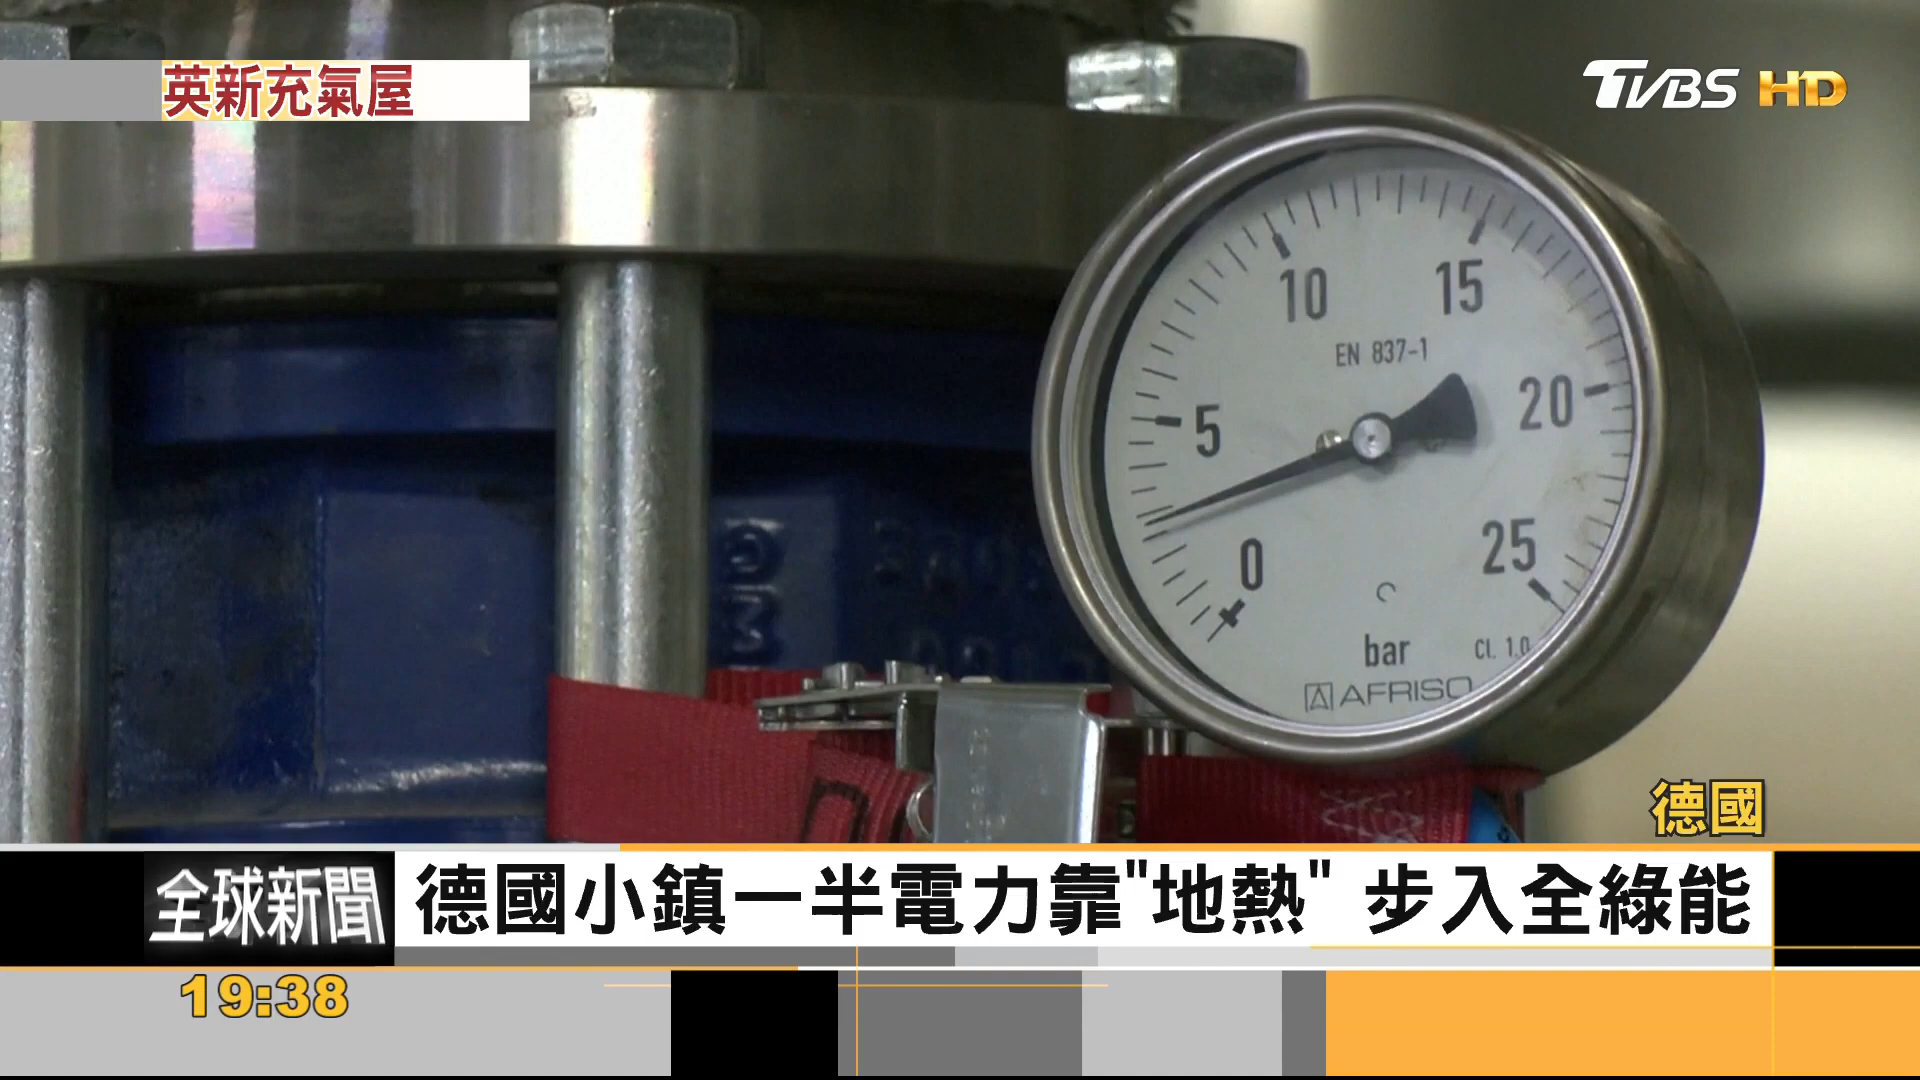 英新充氣屋
TVBS HD
10
15
EN 837-1
5
20
0
25
bar
Cl. 1.0
AFRISO
德國
全球新聞
德國小鎮一半電力靠"地熱" 步入全綠能
19:38